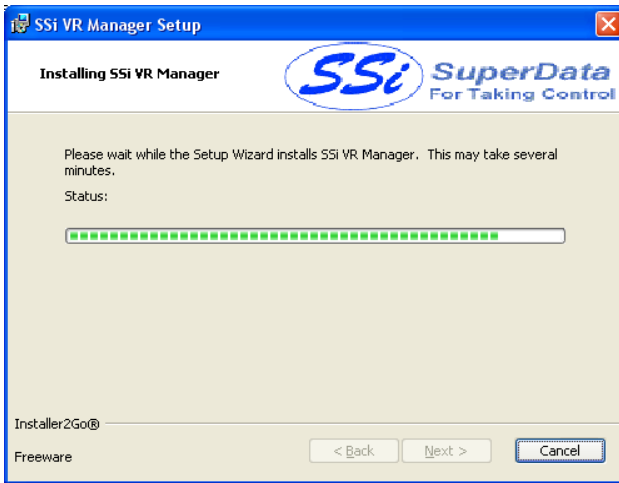 SSi VR Manager Setup
Installing SSi VR Manager
SSi
SuperData
For Taking Control
Please wait while the Setup Wizard installs SSi VR Manager. This may take several
minutes.
Status:
Installer2Go®
Freeware
< Back
Next >
Cancel